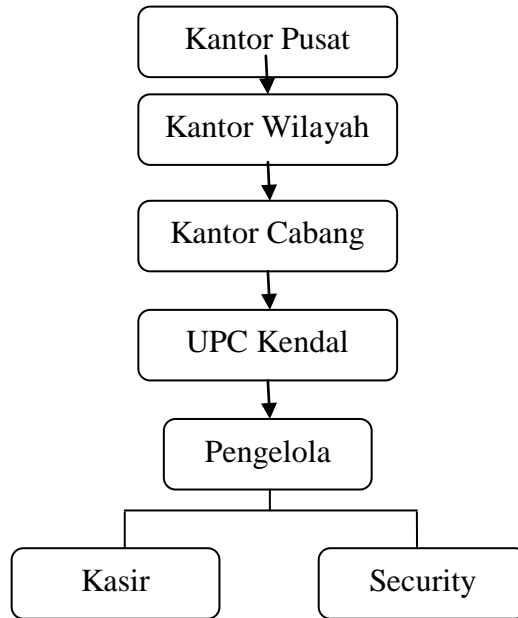 Kantor Pusat
Kantor Wilayah
Kantor Cabang
UPC Kendal
Pengelola
Kasir
Security